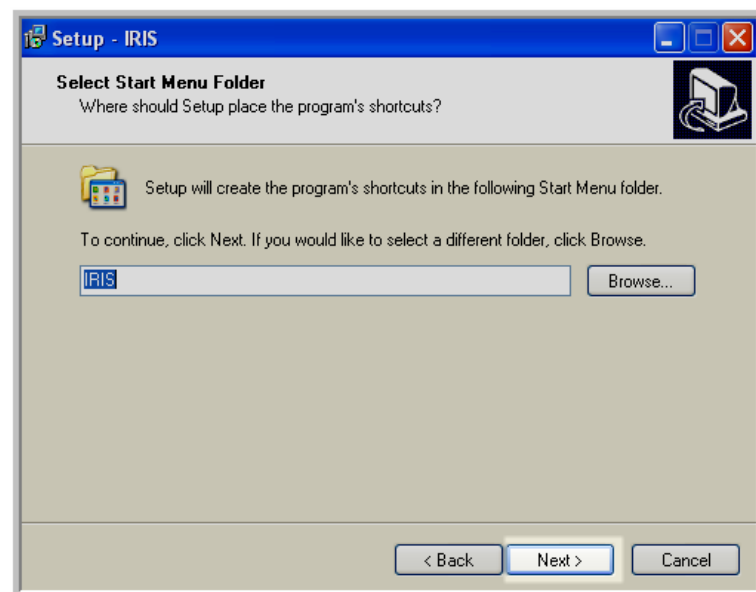 Setup - IRIS
Select Start Menu Folder
Where should Setup place the program's shortcuts?
Setup will create the program's shortcuts in the following Start Menu folder.
To continue, click Next. If you would like to select a different folder, click Browse.
IRIS
Browse...
< Back
Next >
Cancel